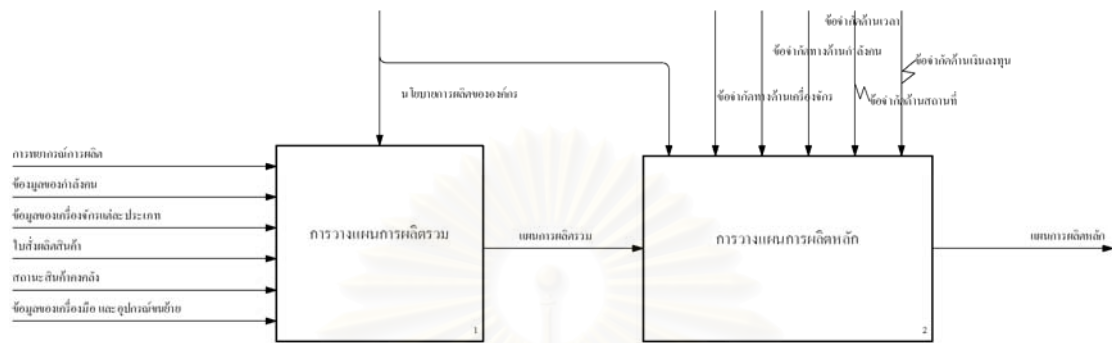 ข้อจำกัดด้านเวลา
ข้อจำกัดทางด้านกำลังคน
ข้อจำกัดด้านเงินลงทุน
นโยบายการผลิตขององค์กร
ข้อจำกัดทางด้านเครื่องจักร
ข้อจำกัดด้านสถานที่
การพยากรณ์การผลิต
ข้อมูลของกำลังคน
ข้อมูลของเครื่องจักรแต่ละประเภท
ใบสั่งผลิตสินค้า
สถานะสินค้าคงคลัง
ข้อมูลของเครื่องมือ และ อุปกรณ์ขนย้าย
การวางแผนการผลิตรวม
1
แผนการผลิตรวม
การวางแผนการผลิตหลัก
2
แผนการผลิตหลัก